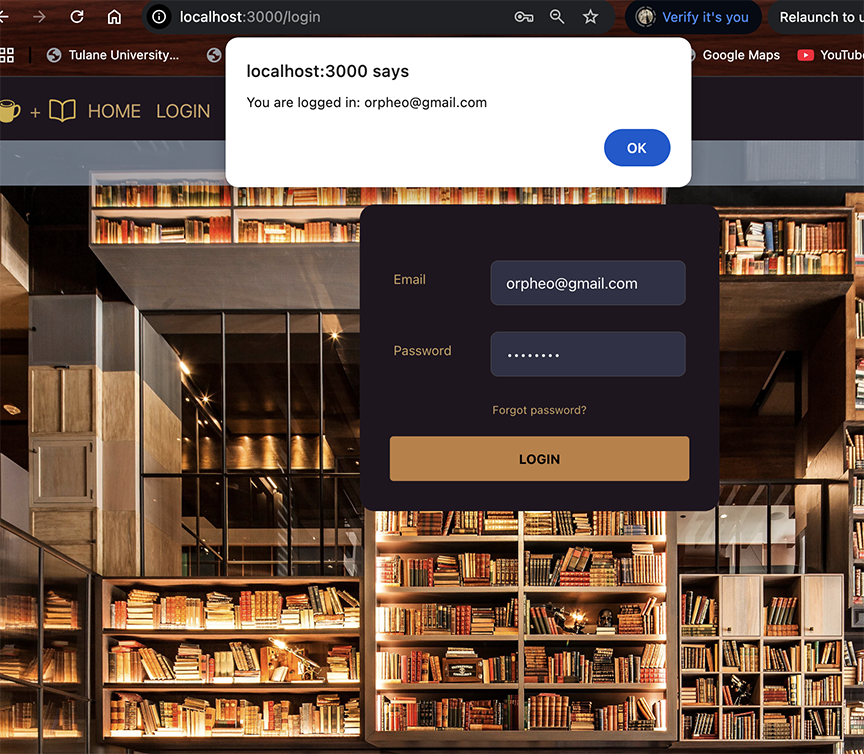 localhost:3000/login
Verify it's you
Relaunch to
Tulane University...
Google Maps
YouTube
localhost:3000 says
You are logged in: orpheo@gmail.com
OK
+ HOME LOGIN
Email
orpheo@gmail.com
Password
••••••••
Forgot password?
LOGIN